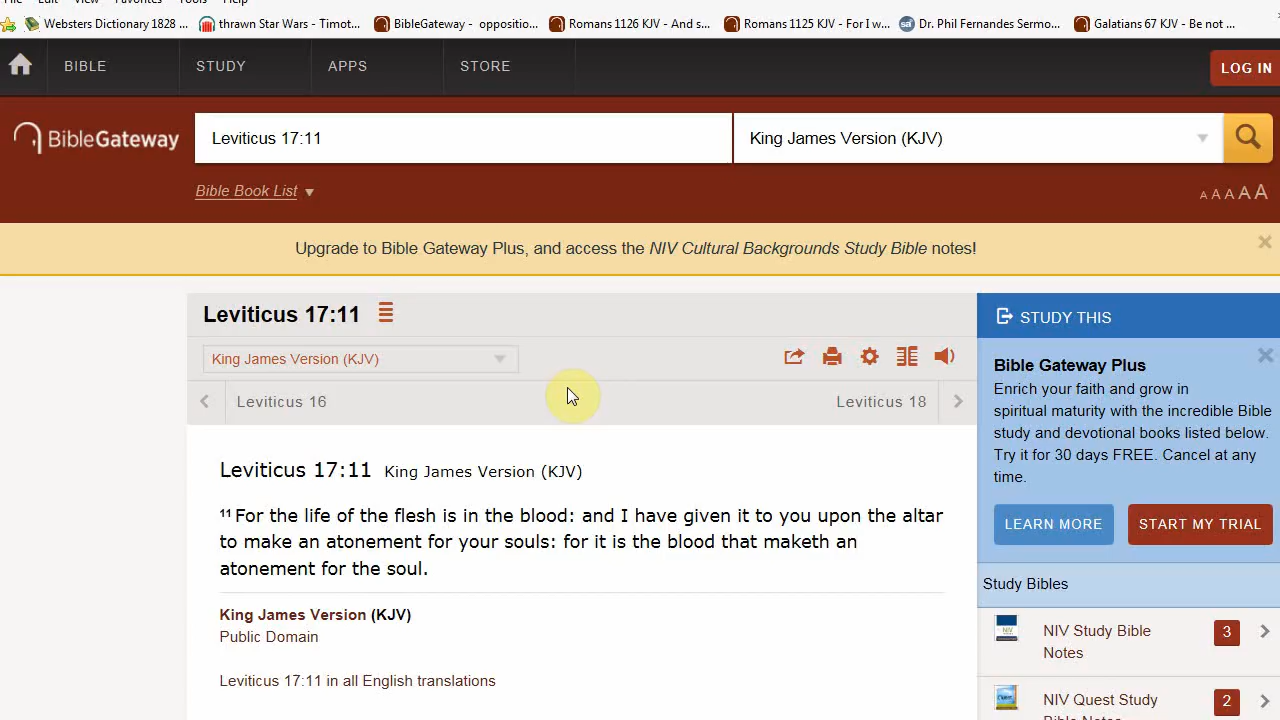 File Edit View Favorites Tools Help
Websters Dictionary 1828 ... thrawn Star Wars - Timot... BibleGateway - oppositio... Romans 1126 KJV - And s... Romans 1125 KJV - For I w... Dr. Phil Fernandes Sermo... Galatians 67 KJV - Be not ...
BIBLE STUDY APPS STORE LOG IN
BibleGateway Leviticus 17:11 King James Version (KJV)
Bible Book List A A A A A
Upgrade to Bible Gateway Plus, and access the NIV Cultural Backgrounds Study Bible notes!
Leviticus 17:11
King James Version (KJV)
Leviticus 16 Leviticus 18
Leviticus 17:11 King James Version (KJV)
11 For the life of the flesh is in the blood: and I have given it to you upon the altar
to make an atonement for your souls: for it is the blood that maketh an
atonement for the soul.
King James Version (KJV)
Public Domain
Leviticus 17:11 in all English translations
STUDY THIS
Bible Gateway Plus
Enrich your faith and grow in
spiritual maturity with the incredible Bible
study and devotional books listed below.
Try it for 30 days FREE. Cancel at any
time.
LEARN MORE START MY TRIAL
Study Bibles
NIV Study Bible 3
Notes
NIV Quest Study 2
Bible Notes